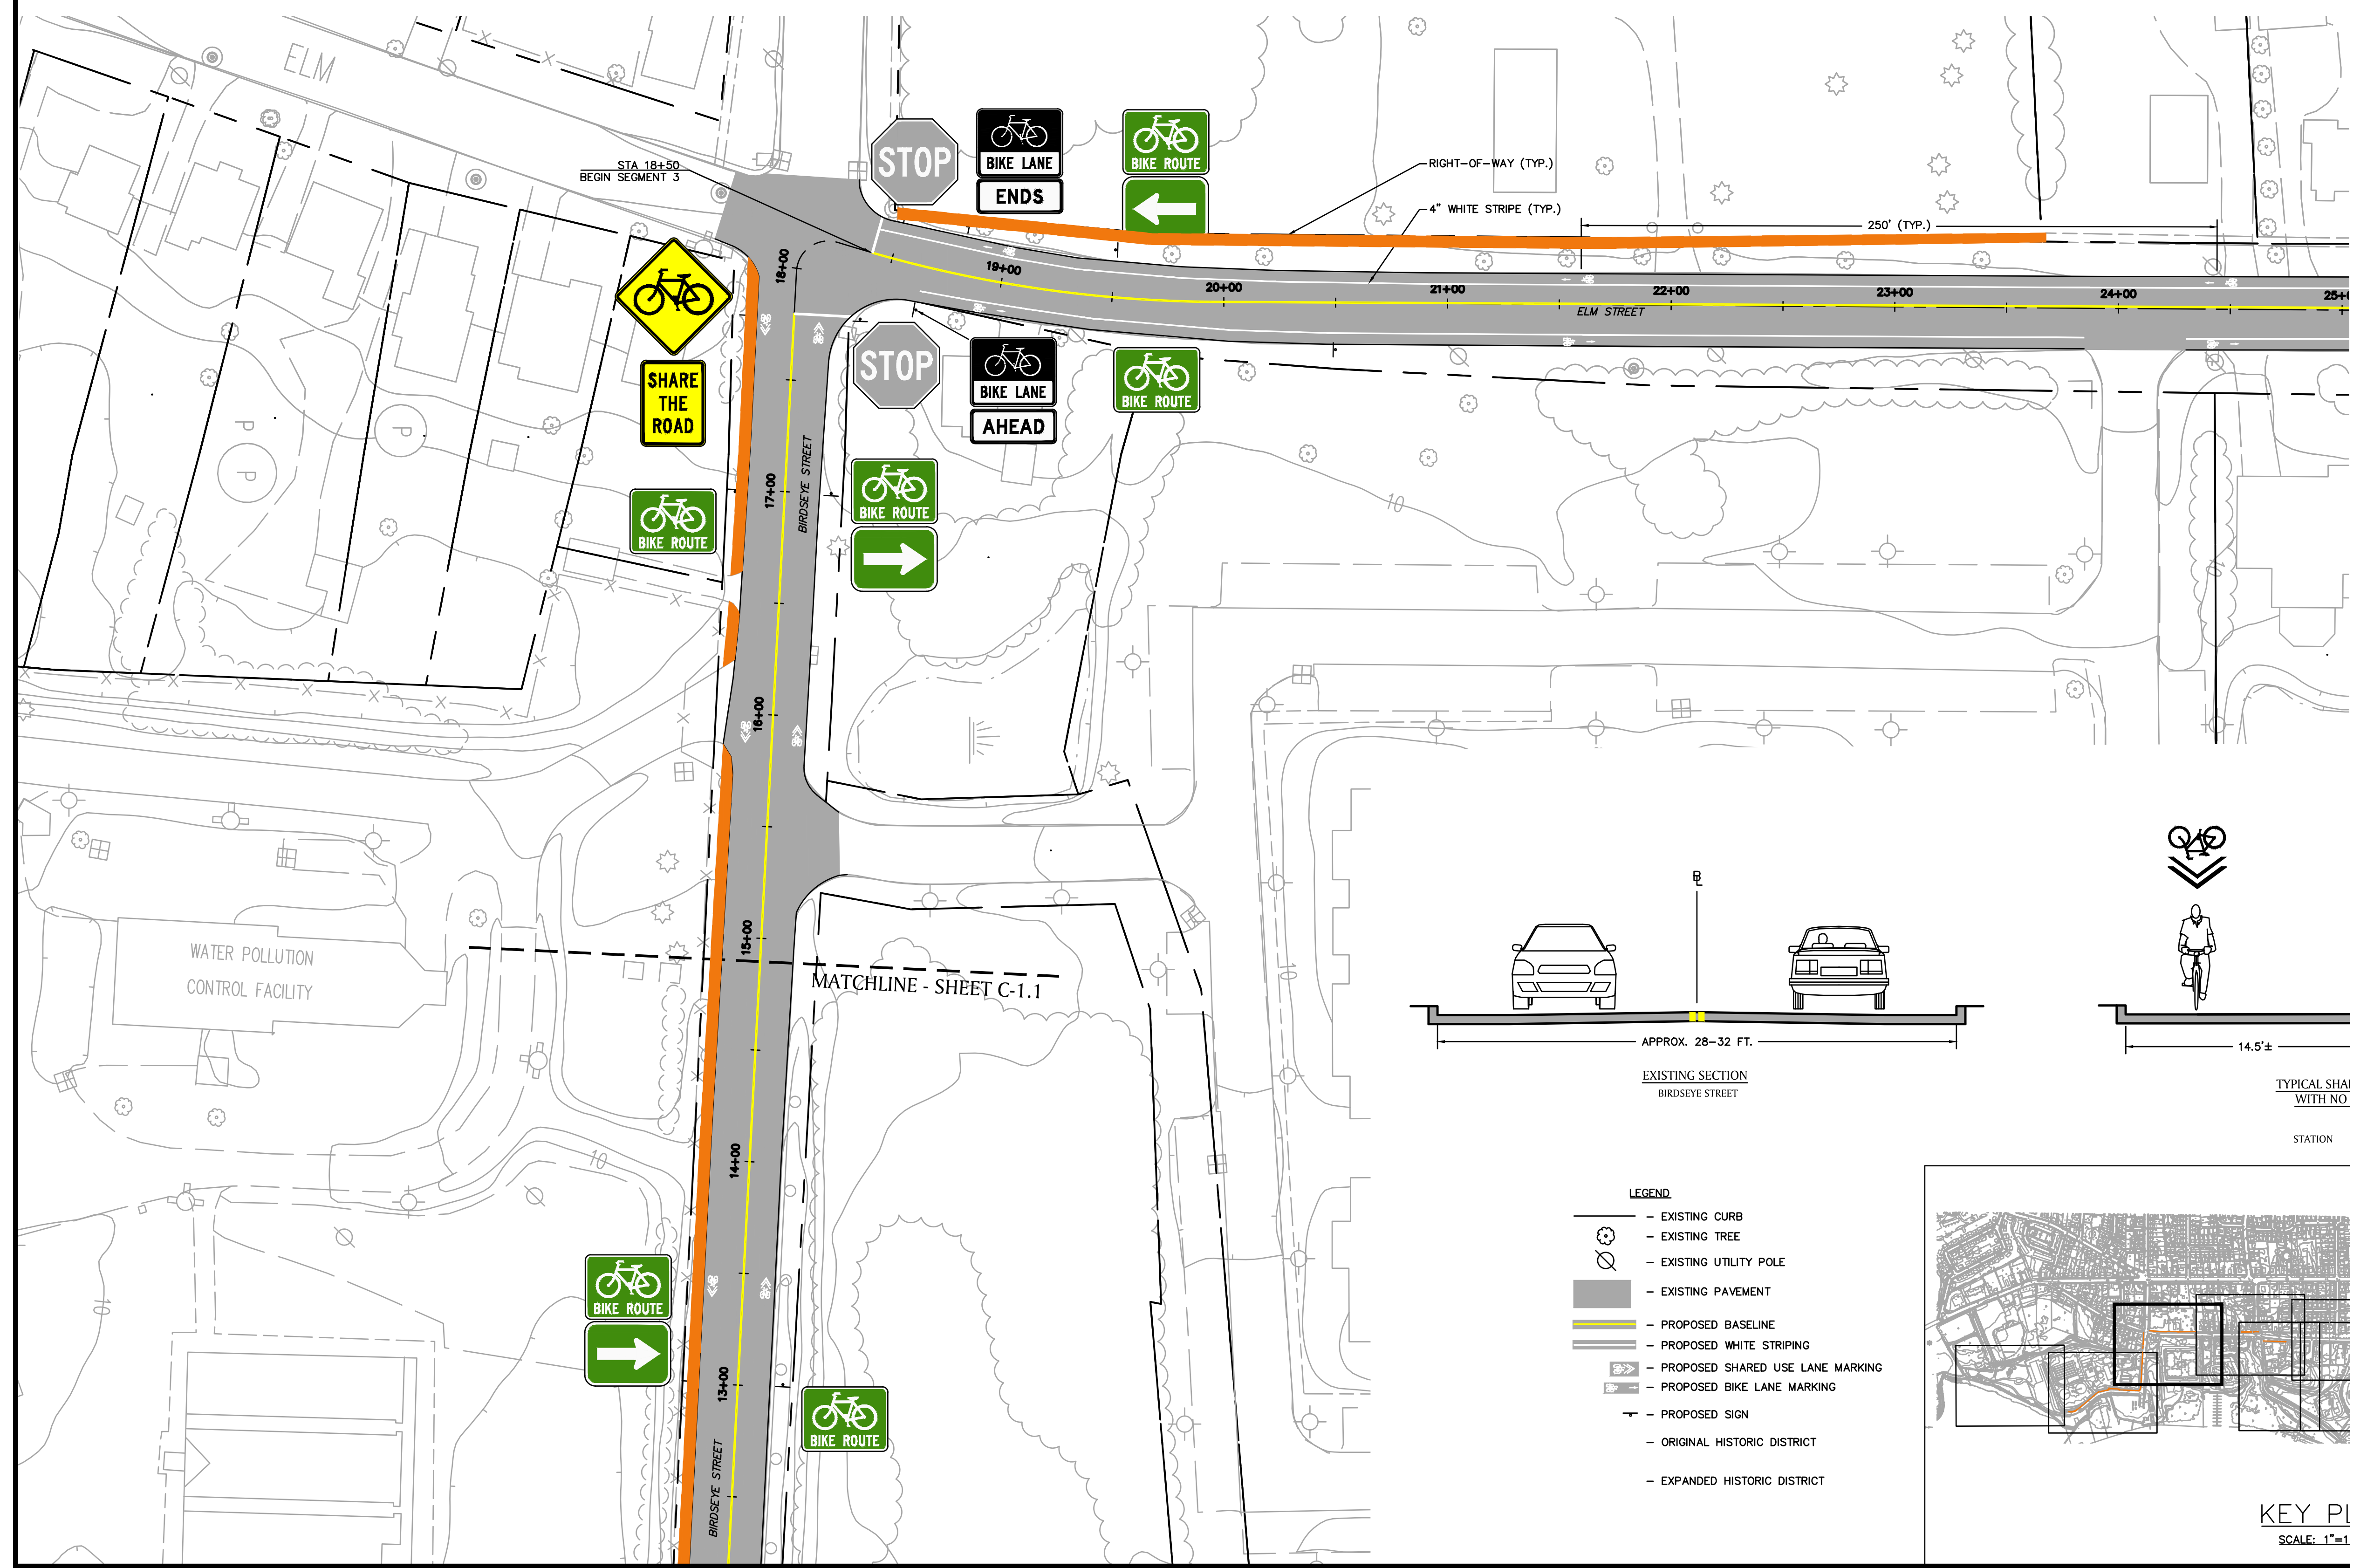 ELM
STA 18+50
BEGIN SEGMENT 3
STOP
BIKE LANE
ENDS
BIKE ROUTE
RIGHT-OF-WAY (TYP.)
4" WHITE STRIPE (TYP.)
250' (TYP.)
18+00
19+00
20+00
21+00
22+00
23+00
24+00
25+0
ELM STREET
SHARE
THE
ROAD
STOP
BIKE LANE
AHEAD
BIKE ROUTE
BIKE ROUTE
BIKE ROUTE
BIRDSEYE STREET
17+00
P
P
10
16+00
15+00
WATER POLLUTION
CONTROL FACILITY
MATCHLINE - SHEET C-1.1
10
10
10
14+00
BIKE ROUTE
13+00
BIKE ROUTE
BIRDSEYE STREET
APPROX. 28-32 FT.
EXISTING SECTION
BIRDSEYE STREET
14.5'±
TYPICAL SHA
WITH NO
STATION
LEGEND
- EXISTING CURB
- EXISTING TREE
- EXISTING UTILITY POLE
- EXISTING PAVEMENT
- PROPOSED BASELINE
- PROPOSED WHITE STRIPING
- PROPOSED SHARED USE LANE MARKING
- PROPOSED BIKE LANE MARKING
- PROPOSED SIGN
- ORIGINAL HISTORIC DISTRICT
- EXPANDED HISTORIC DISTRICT
KEY PL
SCALE: 1"=1